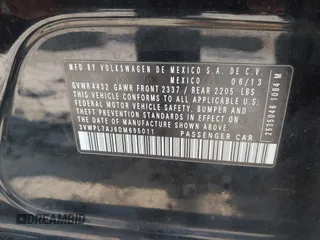 MFD BY VOLKSWAGEN DE MEXICO S.A. DE C.V.
MEXICO 06/13
GVWR 4432 GAWR FRONT 2337 / REAR 2205 LBS
THIS VEHICLE CONFORMS TO ALL APPLICABLE
FEDERAL MOTOR VEHICLE SAFETY, BUMPER AND
THEFT PREVENTION STANDARDS IN EFFECT ON
THE DATE OF MANUFACTURE SHOWN ABOVE
3VWPL7AJ6DM695011 PASSENGER CAR
2535046 1084 M
DREAMBID